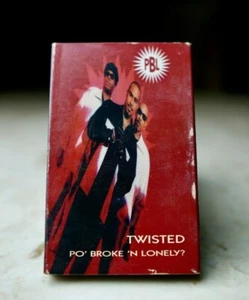 PBL
TWISTED
PO' BROKE 'N LONELY?